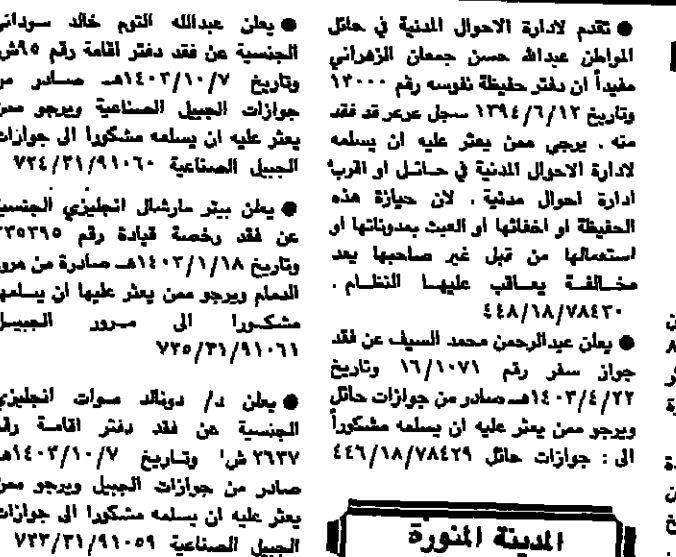 ● تقدم لادارة الاحوال المدنية في حائل
المواطن عبدالله حسن جمعان الزهراني
مفيداً ان دفتر حفيظة نفوسه رقم ١٣٠٠٠
وتاريخ ١٣٩٤/٦/١٢ سجل عرعر قد فقد
منه . يرجي ممن يعثر عليه ان يسلمه
لادارة الاحوال المدنية في حائل او اقرب
ادارة احوال مدنية . لان حيازة هذه
الحفيظة او اخفائها او العبث بمدوناتها او
استعمالها من قبل غير صاحبها يعد
مخالفة يعاقب عليها النظام .
٤٤٨/١٨/٧٨٤٣٠
● يعلن عبدالرحمن محمد السيف عن فقد
جواز سفر رقم ١٦/١٠٧١ وتاريخ
١٤٠٣/٤/٢٢هـ صادر من جوازات حائل
ويرجو ممن يعثر عليه ان يسلمه مشكوراً
الى : جوازات حائل ٤٤٦/١٨/٧٨٤٢٩
المدينة المنورة
● يعلن عبدالله التوم خالد سوداني
الجنسية عن فقد دفتر اقامة رقم ٩٥ش
وتاريخ ١٤٠٣/١٠/٧هـ صادر من
جوازات الجبيل الصناعية ويرجو ممن
يعثر عليه ان يسلمه مشكورا الى جوازات
الجبيل الصناعية ٧٣٤/٣١/٩١٠٦٠
● يعلن بيتر مارشال انجليزي الجنسية
عن فقد رخصة قيادة رقم ٢٣٥٣٩٥
وتاريخ ١٤٠٣/١/١٨هـ صادرة من مرور
الدمام ويرجو ممن يعثر عليها ان يسلمها
مشكورا الى مرور الجبيل
٧٣٥/٣١/٩١٠٦١
● يعلن د/ دونالد سوات انجليزي
الجنسية عن فقد دفتر اقامة رقم
٢٦٣٧ ش وتاريخ ١٤٠٣/١٠/٧هـ
صادر من جوازات الجبيل ويرجو ممن
يعثر عليه ان يسلمه مشكورا الى جوازات
الجبيل الصناعية ٧٣٣/٣١/٩١٠٥٩